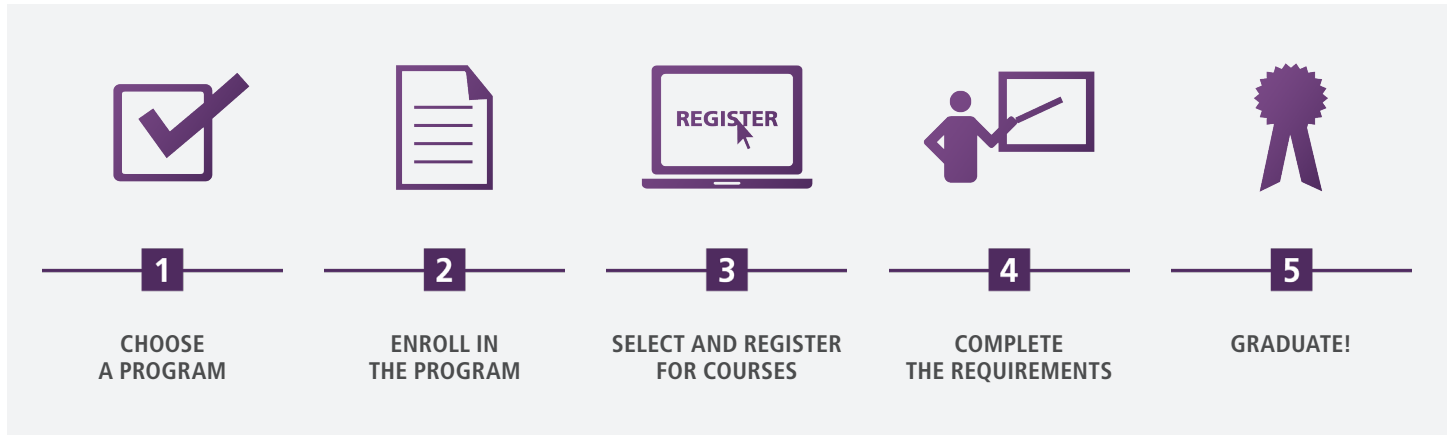 REGISTER
1
2
3
4
5
CHOOSE
A PROGRAM
ENROLL IN
THE PROGRAM
SELECT AND REGISTER
FOR COURSES
COMPLETE
THE REQUIREMENTS
GRADUATE!